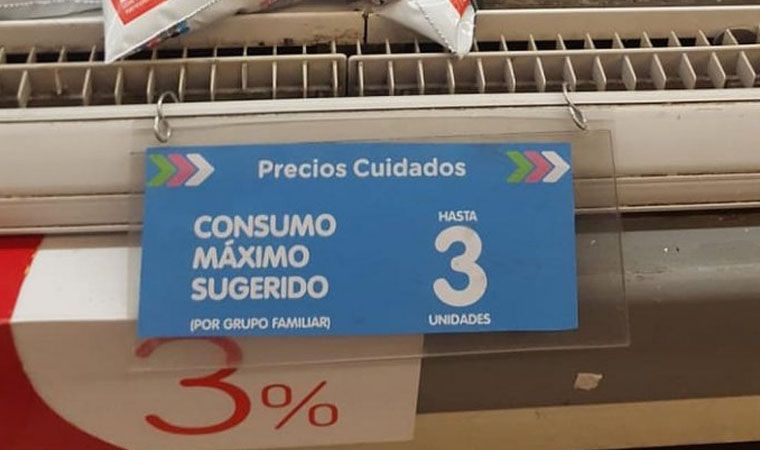 Precios Cuidados
CONSUMO
MÁXIMO
SUGERIDO
(POR GRUPO FAMILIAR)
HASTA
3
UNIDADES
3%